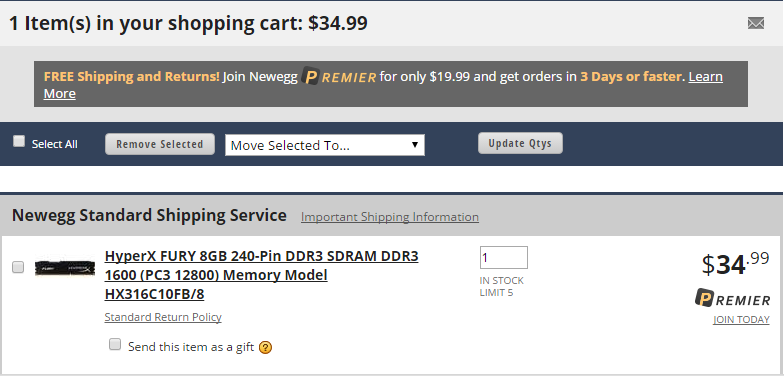 1 Item(s) in your shopping cart: $34.99
FREE Shipping and Returns! Join Newegg PREMIER for only $19.99 and get orders in 3 Days or faster. Learn
More
Select All Remove Selected Move Selected To... Update Qtys
Newegg Standard Shipping Service Important Shipping Information
HyperX FURY 8GB 240-Pin DDR3 SDRAM DDR3
1600 (PC3 12800) Memory Model
HX316C10FB/8
Standard Return Policy
Send this item as a gift ?
1
IN STOCK
LIMIT 5
$34.99
PREMIER
JOIN TODAY